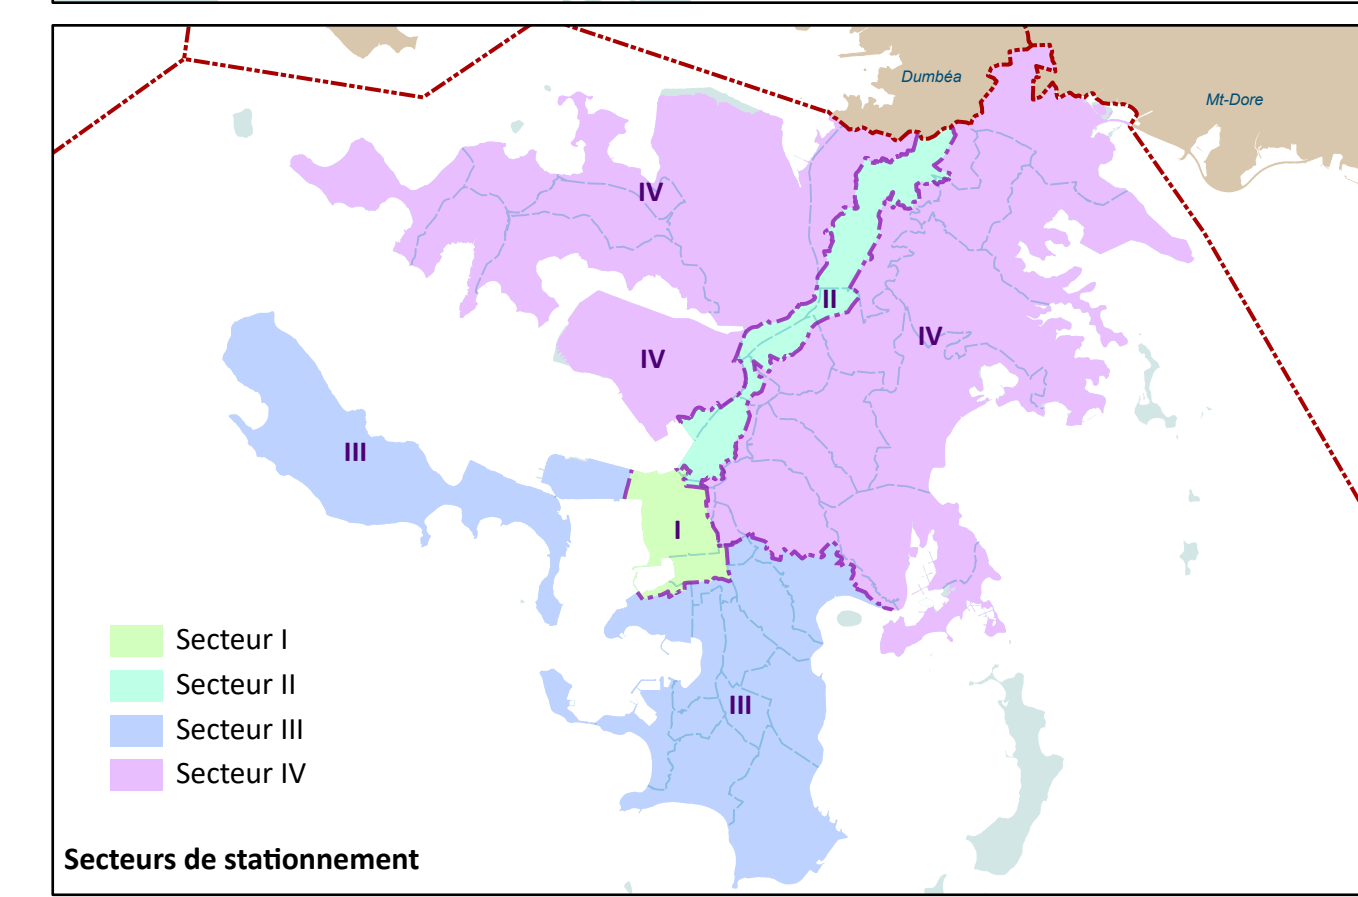 Dumbéa
Mt-Dore
IV
II
IV
IV
III
I
III
Secteur I
Secteur II
Secteur III
Secteur IV
Secteurs de stationnement